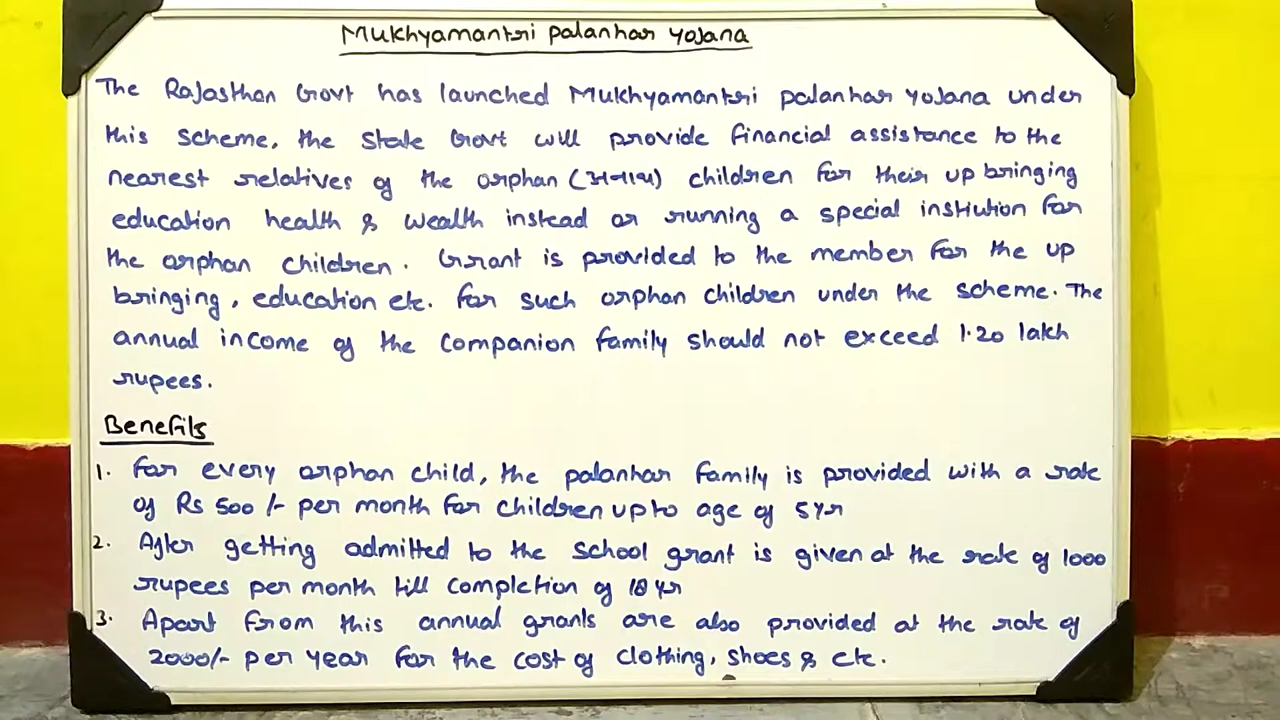 Mukhyamantri palanhar yojana
The Rajasthan Govt has launched Mukhyamantri palanhar yojana under
this scheme, the state Govt will provide financial assistance to the
nearest relatives of the orphan (अनाथ) children for their up bringing
education health & wealth instead or running a special instiution for
the orphan children. Grant is provided to the member for the up
bringing, education etc. for such orphan children under the scheme. The
annual income of the companion family should not exceed 1.20 lakh
rupees.
Benefits
1. For every orphan child, the palanhar family is provided with a rate
of Rs 500/- per month for children upto age of 5yr
2. After getting admitted to the school grant is given at the rate of 1000
rupees per month till completion of 18 yr
3. Apart from this annual grants are also provided at the rate of
2000/- per year for the cost of clothing, shoes & etc.